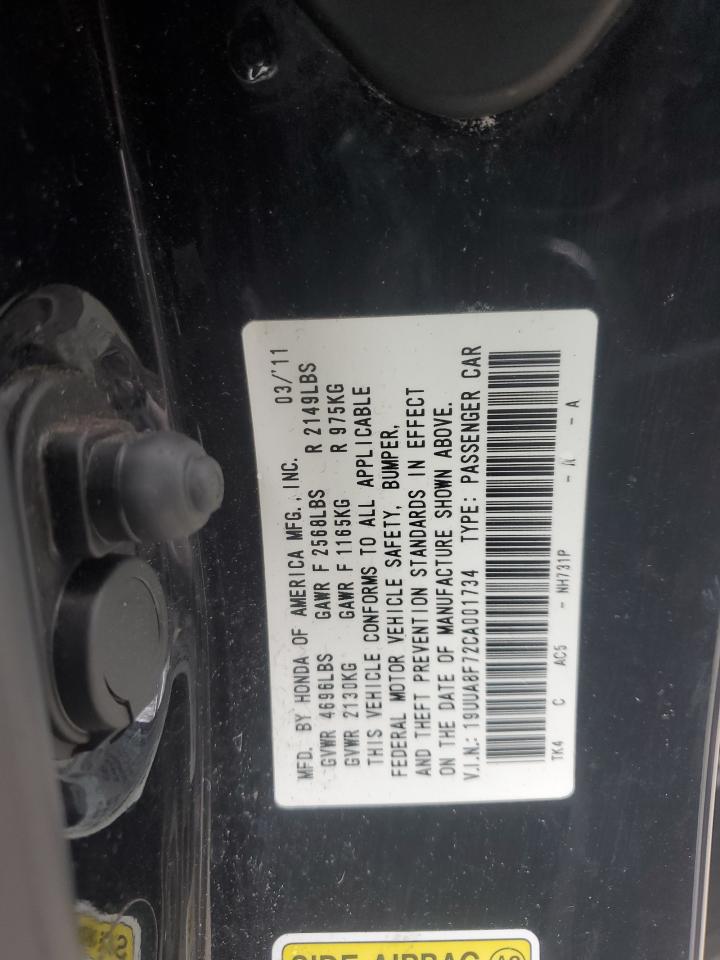 MFD. BY HONDA OF AMERICA MFG., INC. 03/'11
GVWR 4696LBS GAWR F 2568LBS R 2149LBS
GVWR 2130KG GAWR F 1165KG R 975KG
THIS VEHICLE CONFORMS TO ALL APPLICABLE
FEDERAL MOTOR VEHICLE SAFETY, BUMPER,
AND THEFT PREVENTION STANDARDS IN EFFECT
ON THE DATE OF MANUFACTURE SHOWN ABOVE.
V.I.N.: 19UUA8F72CA001734 TYPE: PASSENGER CAR
TK4 C AC5 - NH731P - - A
SIDE AIRBAG